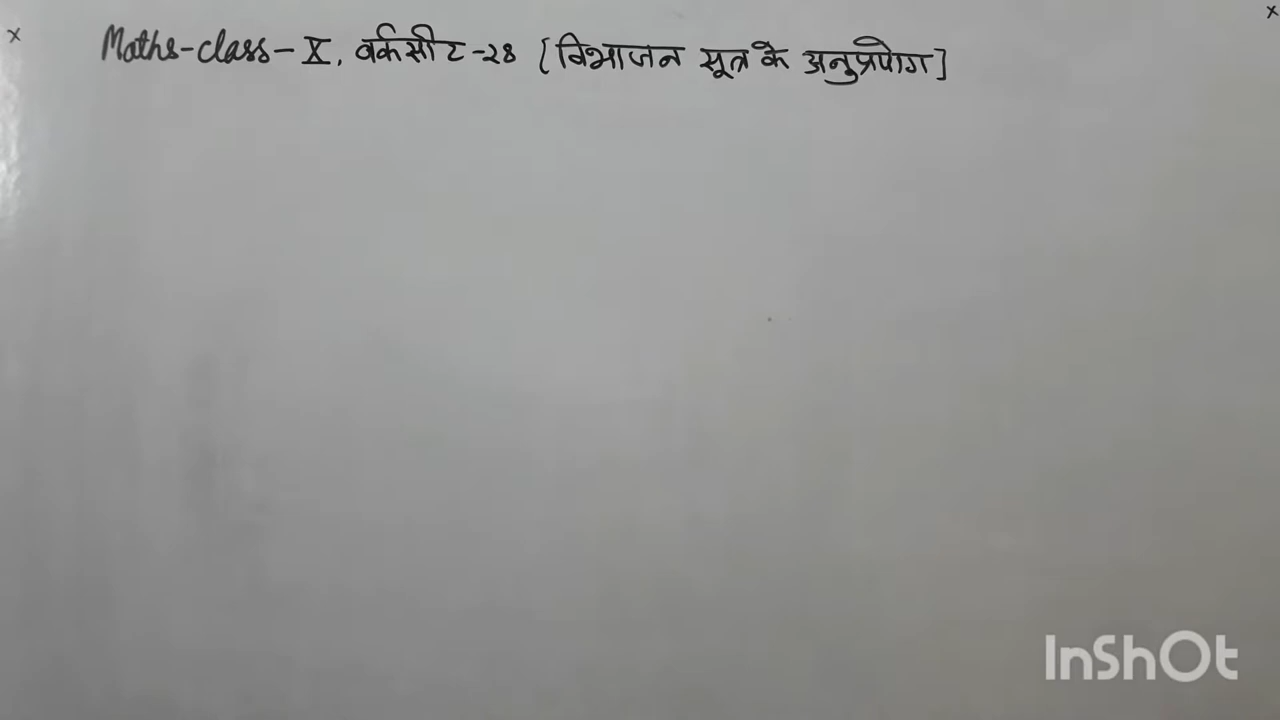 Maths-class-X, वर्कसीट-28 [विभाजन सूत्र के अनुप्रयोग]
InShOt